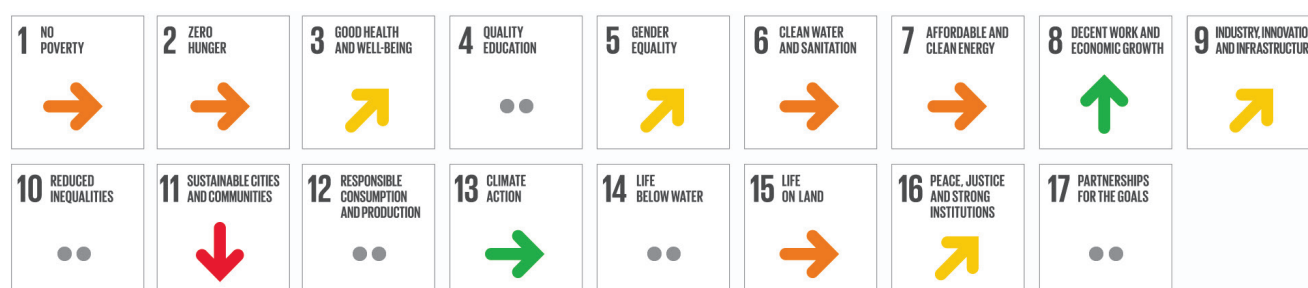 1 NO
POVERTY
2 ZERO
HUNGER
3 GOOD HEALTH
AND WELL-BEING
4 QUALITY
EDUCATION
5 GENDER
EQUALITY
6 CLEAN WATER
AND SANITATION
7 AFFORDABLE AND
CLEAN ENERGY
8 DECENT WORK AND
ECONOMIC GROWTH
9 INDUSTRY, INNOVATIO
AND INFRASTRUCTUR
10 REDUCED
INEQUALITIES
11 SUSTAINABLE CITIES
AND COMMUNITIES
12 RESPONSIBLE
CONSUMPTION
AND PRODUCTION
13 CLIMATE
ACTION
14 LIFE
BELOW WATER
15 LIFE
ON LAND
16 PEACE, JUSTICE
AND STRONG
INSTITUTIONS
17 PARTNERSHIPS
FOR THE GOALS